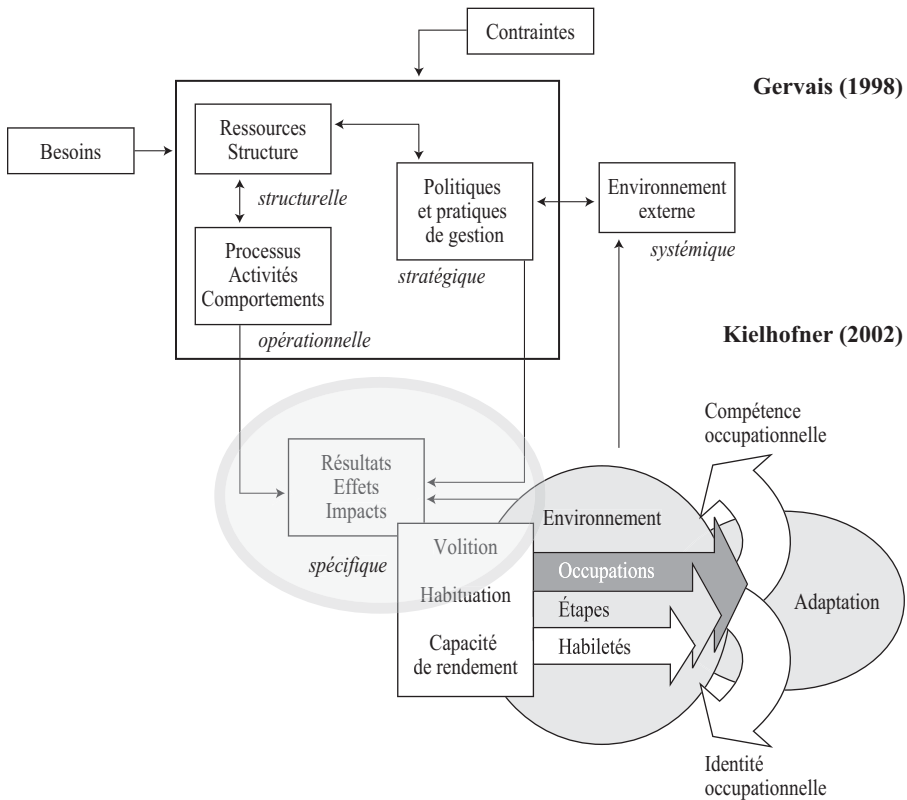 Contraintes
Gervais (1998)
Besoins
Ressources
Structure
structurelle
Politiques
et pratiques
de gestion
stratégique
Environnement
externe
systémique
Processus
Activités
Comportements
opérationnelle
Kielhofner (2002)
Compétence
occupationnelle
Résultats
Effets
Impacts
spécifique
Environnement
Volition
Habituation
Capacité
de rendement
Occupations
Étapes
Habiletés
Adaptation
Identité
occupationnelle